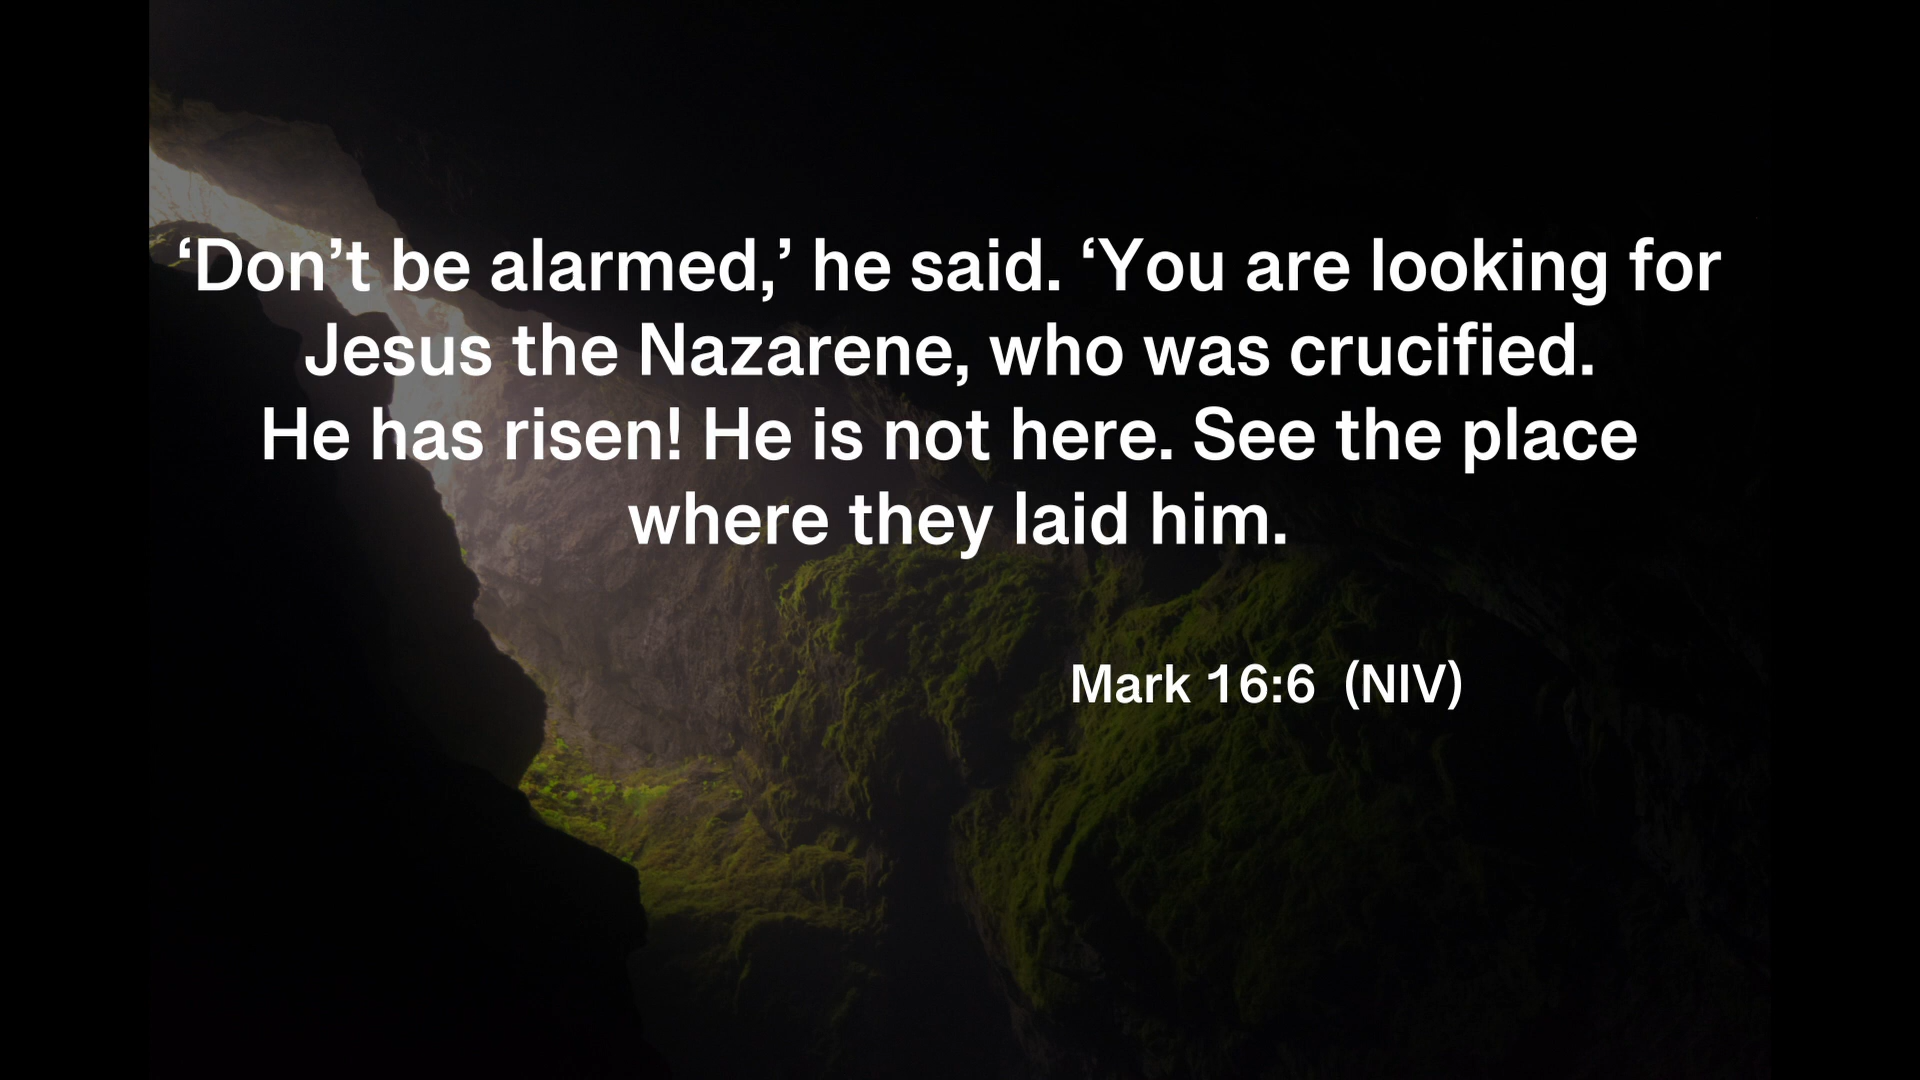 ‘Don’t be alarmed,’ he said. ‘You are looking for
Jesus the Nazarene, who was crucified.
He has risen! He is not here. See the place
where they laid him.
Mark 16:6  (NIV)